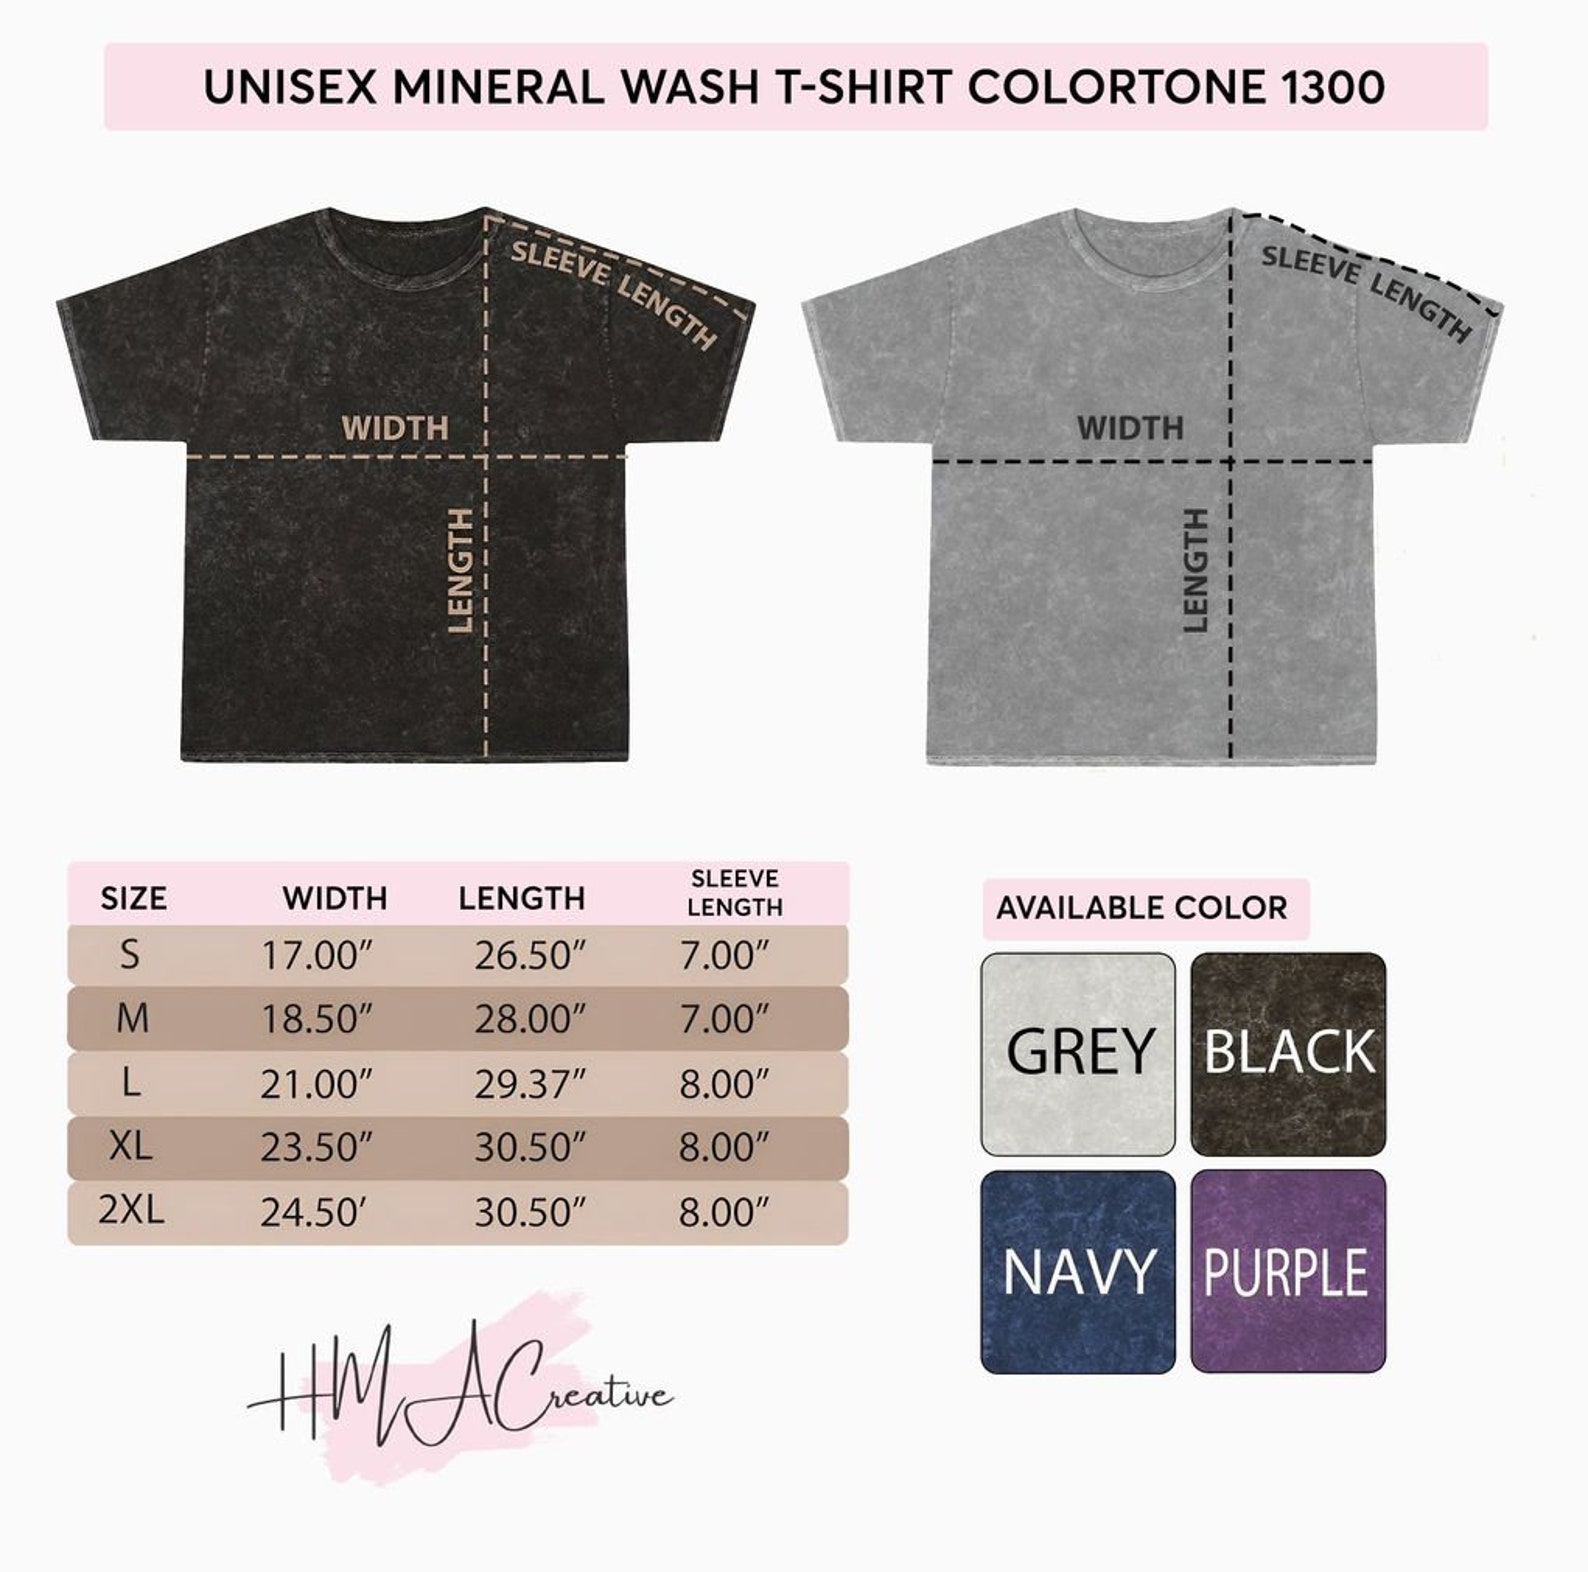 UNISEX MINERAL WASH T-SHIRT COLORTONE 1300
SLEEVE LENGTH
WIDTH
LENGTH
SLEEVE LENGTH
WIDTH
LENGTH
SIZE WIDTH LENGTH SLEEVE LENGTH
S 17.00” 26.50” 7.00”
M 18.50” 28.00” 7.00”
L 21.00” 29.37” 8.00”
XL 23.50” 30.50” 8.00”
2XL 24.50’ 30.50” 8.00”
AVAILABLE COLOR
GREY BLACK
NAVY PURPLE
HMACreative